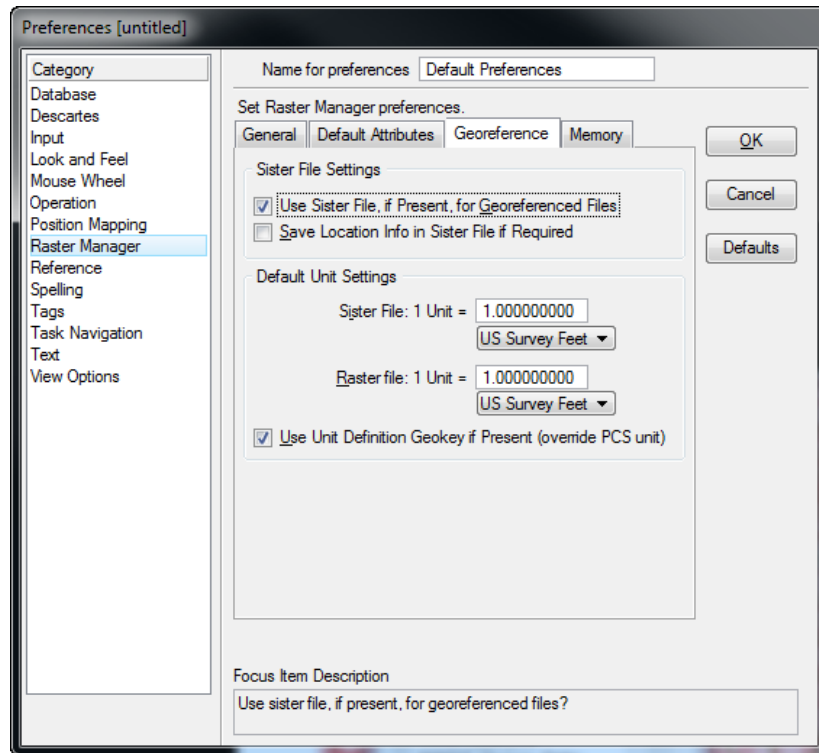 Preferences [untitled]
Category
Database
Descartes
Input
Look and Feel
Mouse Wheel
Operation
Position Mapping
Raster Manager
Reference
Spelling
Tags
Task Navigation
Text
View Options
Name for preferences Default Preferences
Set Raster Manager preferences.
General Default Attributes Georeference Memory
Sister File Settings
Use Sister File, if Present, for Georeferenced Files
Save Location Info in Sister File if Required
Default Unit Settings
Sister File: 1 Unit = 1.000000000
US Survey Feet
Raster file: 1 Unit = 1.000000000
US Survey Feet
Use Unit Definition Geokey if Present (override PCS unit)
OK
Cancel
Defaults
Focus Item Description
Use sister file, if present, for georeferenced files?